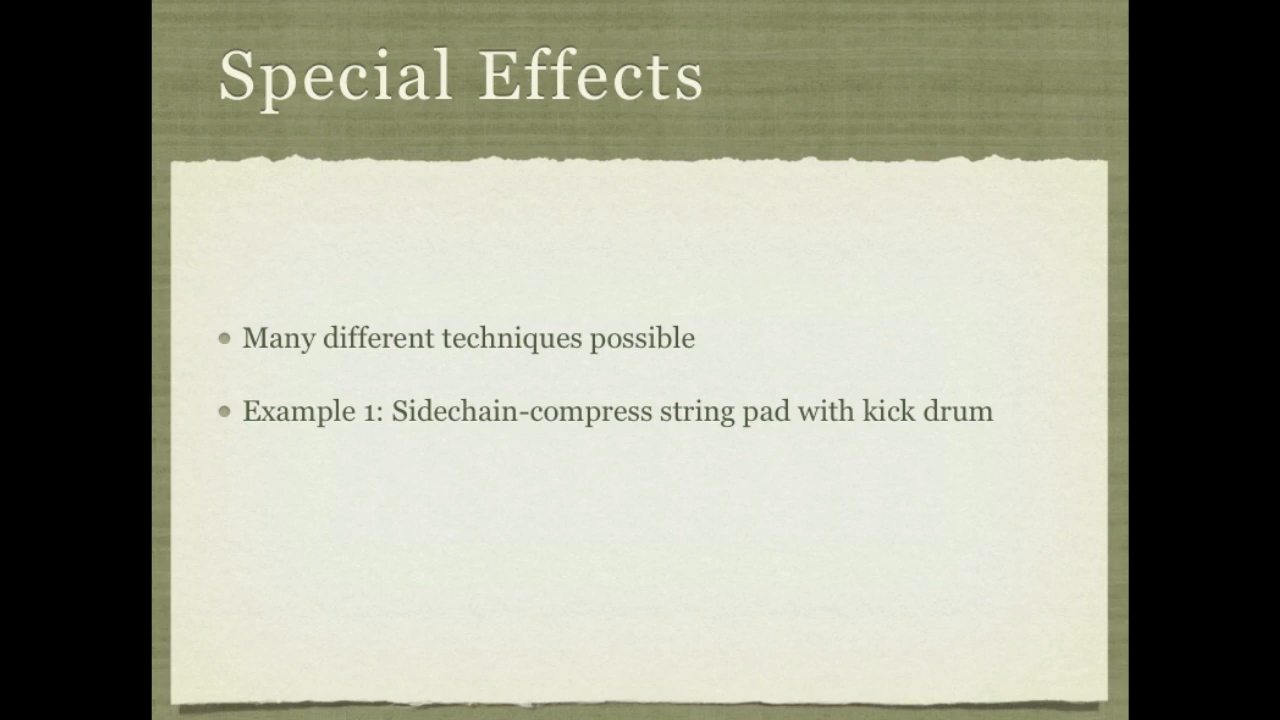 Special Effects
Many different techniques possible
Example 1: Sidechain-compress string pad with kick drum